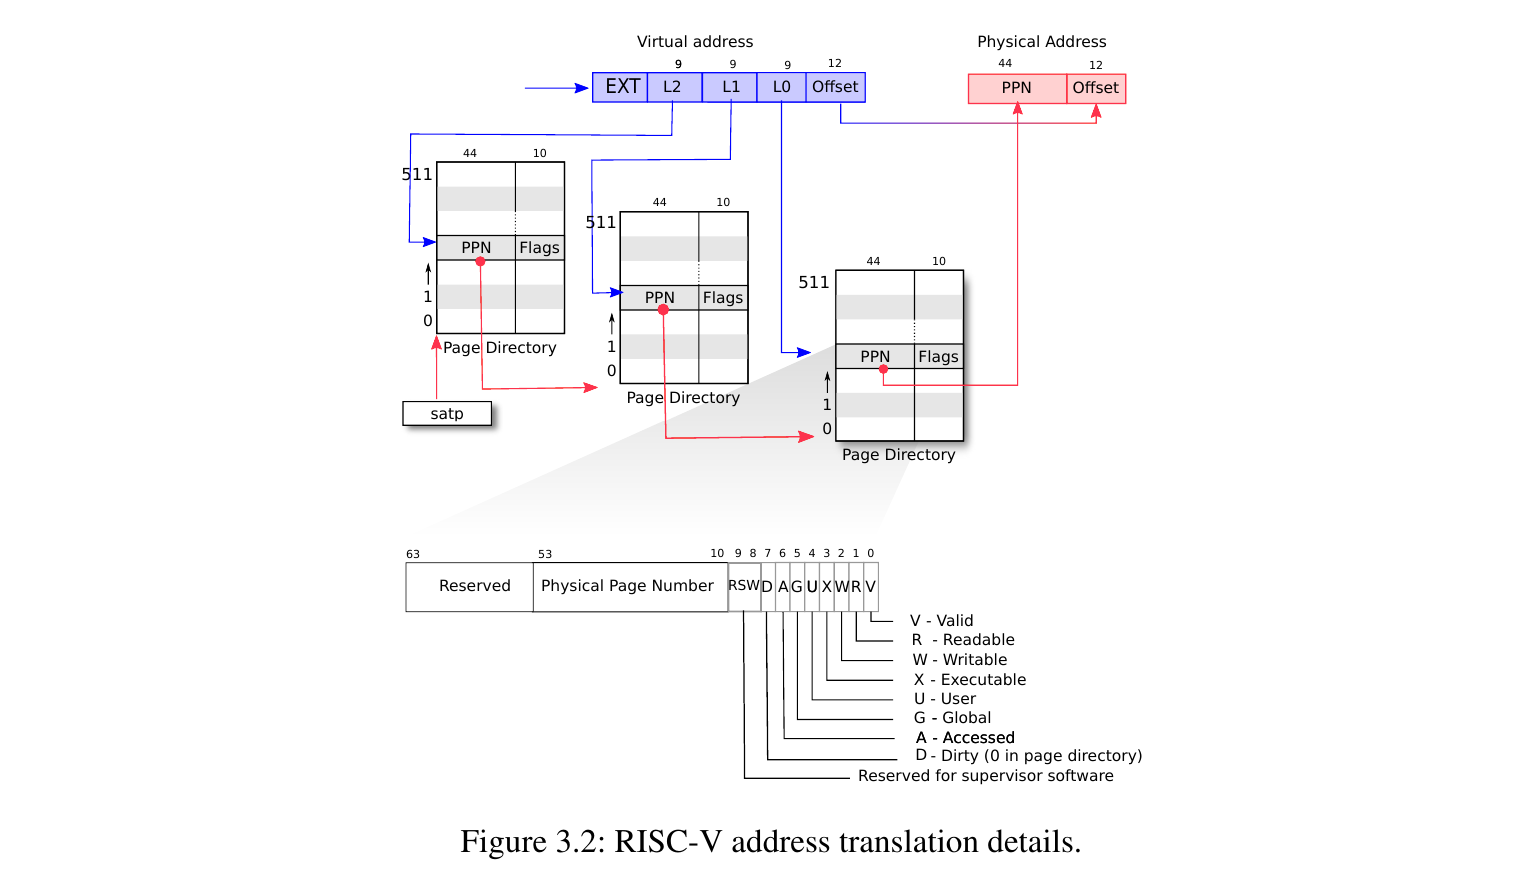 Virtual address
Physical Address
9 9 9 12
44 12
EXT L2 L1 L0 Offset
PPN Offset
44 10
511
PPN Flags
1
0
Page Directory
satp
44 10
511
PPN Flags
1
0
Page Directory
44 10
511
PPN Flags
1
0
Page Directory
63 53 10 9 8 7 6 5 4 3 2 1 0
Reserved Physical Page Number RSW D A G U X W R V
V - Valid
R - Readable
W - Writable
X - Executable
U - User
G - Global
A - Accessed
D - Dirty (0 in page directory)
Reserved for supervisor software
Figure 3.2: RISC-V address translation details.